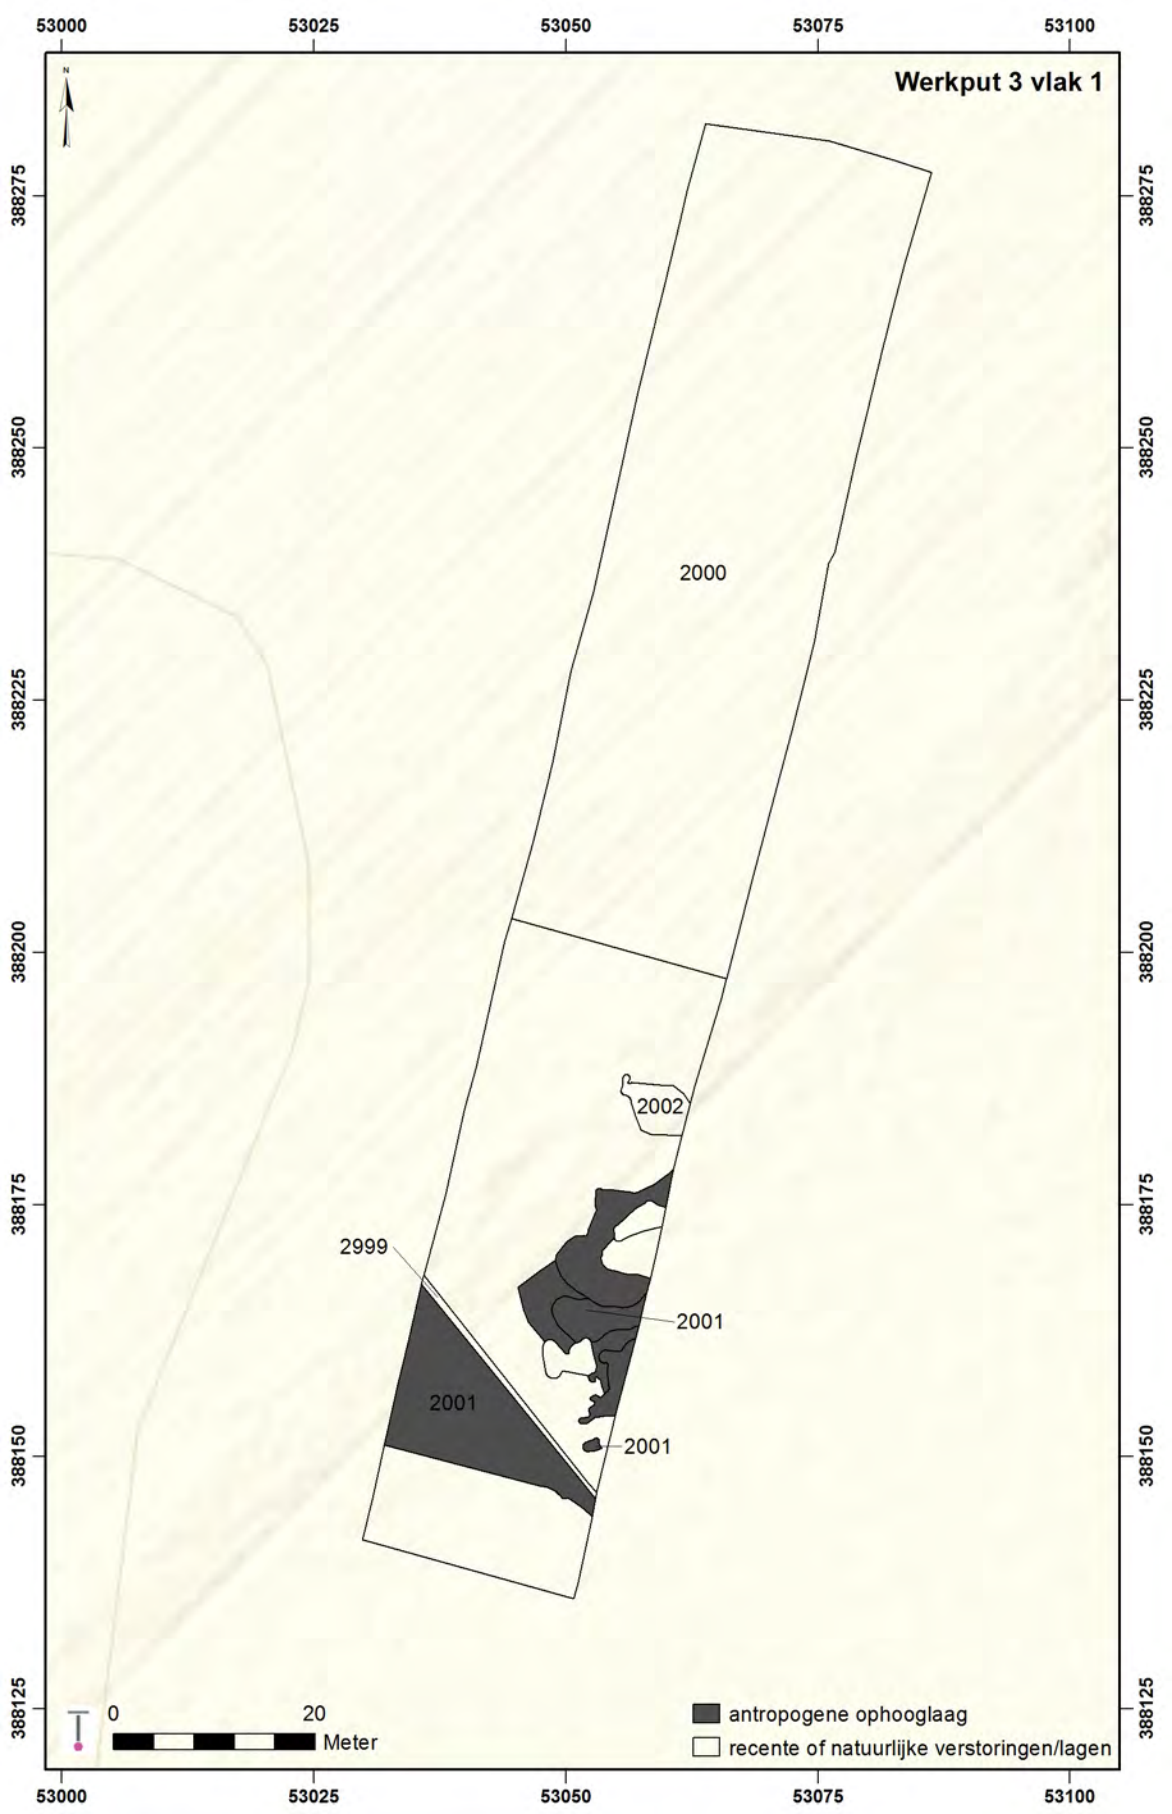 53000 53025 53050 53075 53100
N
Werkput 3 vlak 1
388275 388275
388250 388250
2000
388225 388225
388200 388200
2002
388175 388175
2999
2001
2001
2001
388150 388150
388125 388125
0 20
Meter
antropogene ophooglaag
recente of natuurlijke verstoringen/lagen
53000 53025 53050 53075 53100